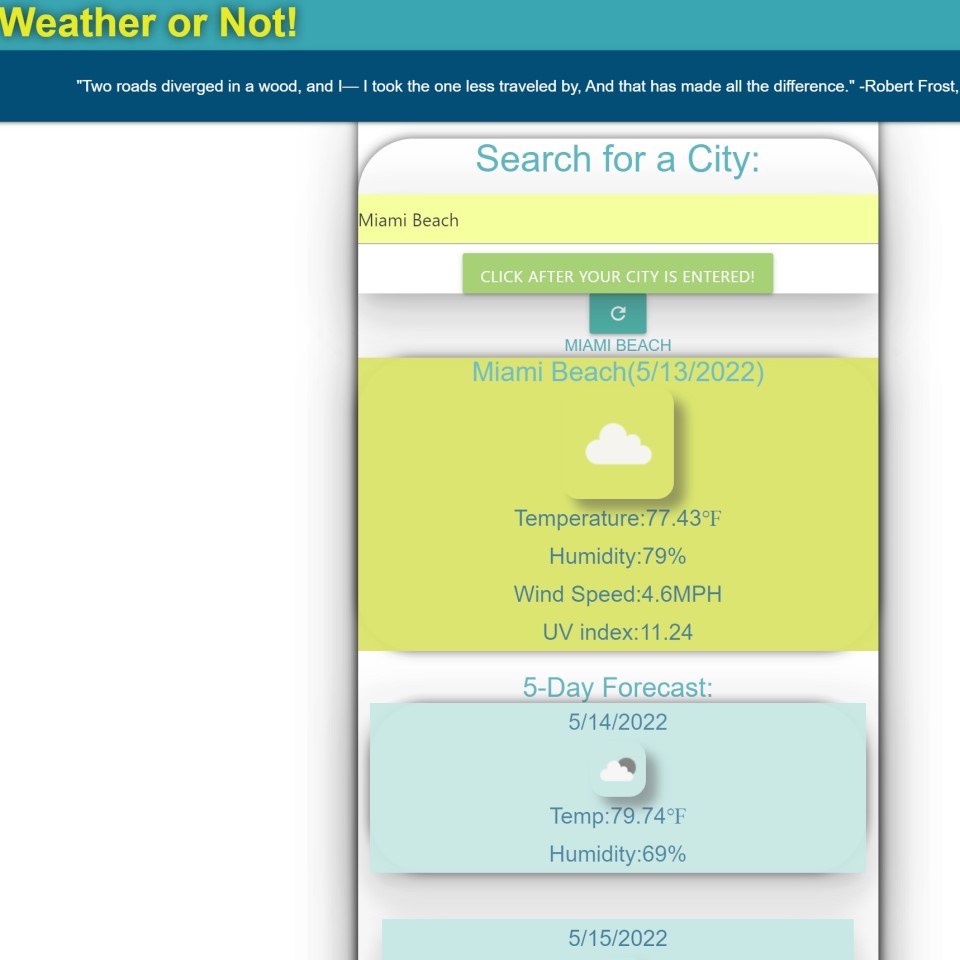 Weather or Not!
"Two roads diverged in a wood, and I— I took the one less traveled by, And that has made all the difference." -Robert Frost,
Search for a City:
Miami Beach
CLICK AFTER YOUR CITY IS ENTERED!
MIAMI BEACH
Miami Beach(5/13/2022)
Temperature:77.43°F
Humidity:79%
Wind Speed:4.6MPH
UV index:11.24
5-Day Forecast:
5/14/2022
Temp:79.74°F
Humidity:69%
5/15/2022